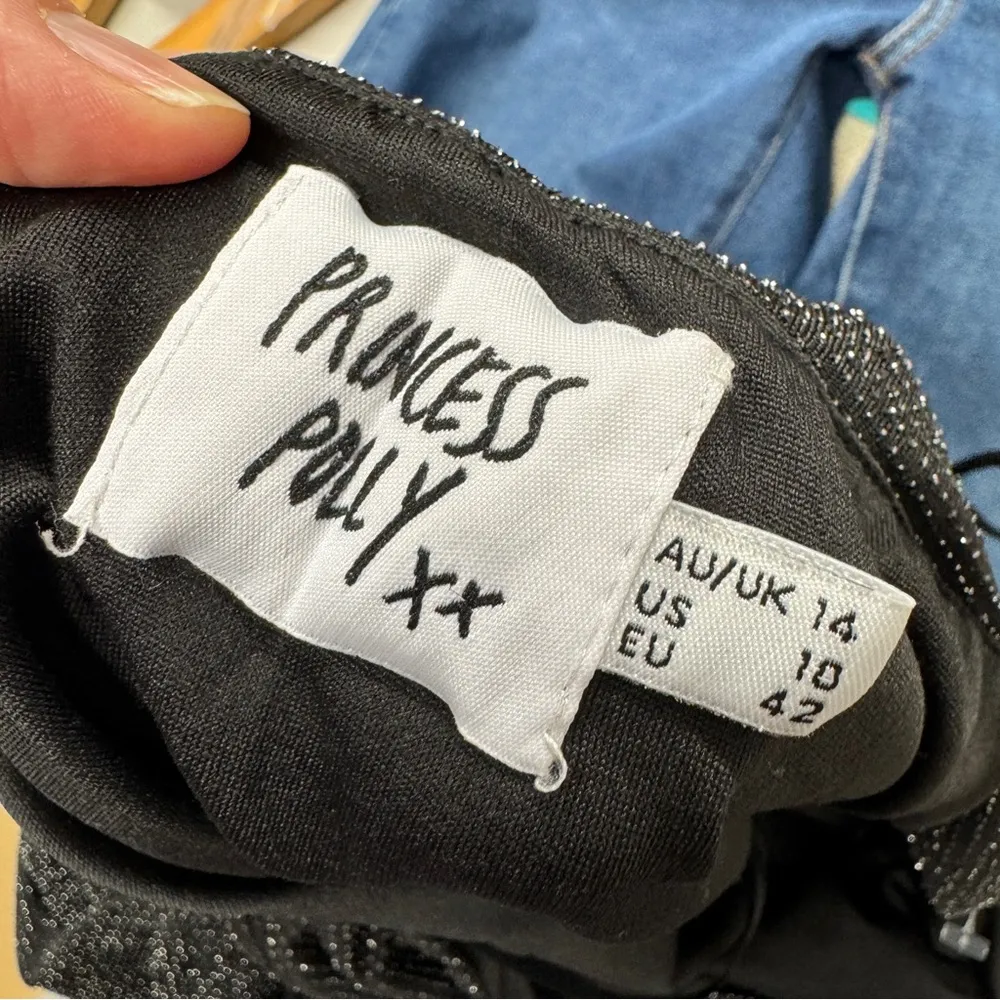 PRINCESS
POLLY
xx
AU/UK 14
US 10
EU 42